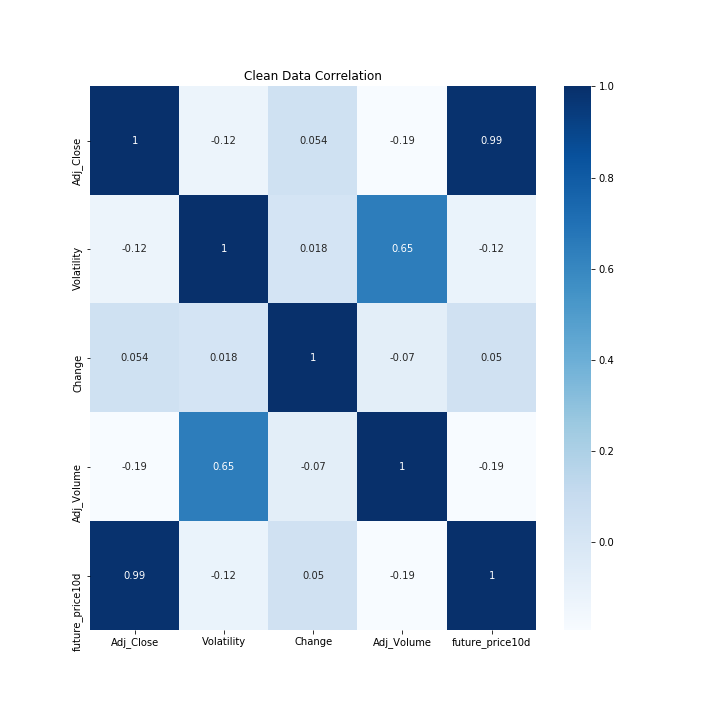 Clean Data Correlation
Adj_Close
1
-0.12
0.054
-0.19
0.99
Volatility
-0.12
1
0.018
0.65
-0.12
Change
0.054
0.018
1
-0.07
0.05
Adj_Volume
-0.19
0.65
-0.07
1
-0.19
future_price10d
0.99
-0.12
0.05
-0.19
1
Adj_Close
Volatility
Change
Adj_Volume
future_price10d
1.0
0.8
0.6
0.4
0.2
0.0